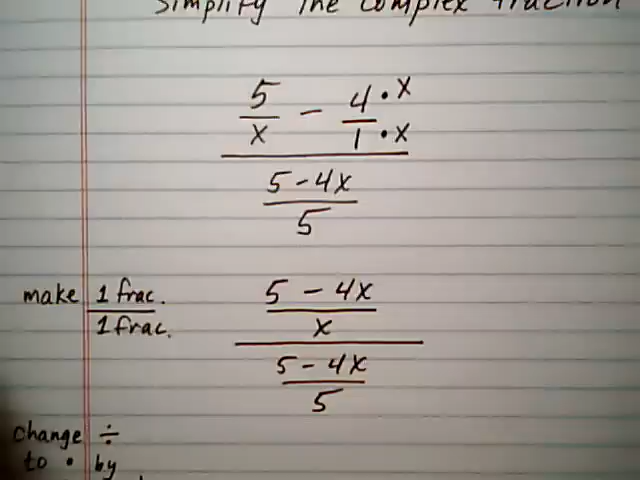 Simplify the complex fraction
5/x - 4·x/1·x
5-4x/5
make 1 frac./1 frac.
5 - 4x/x
5 - 4x/5
change ÷
to · by